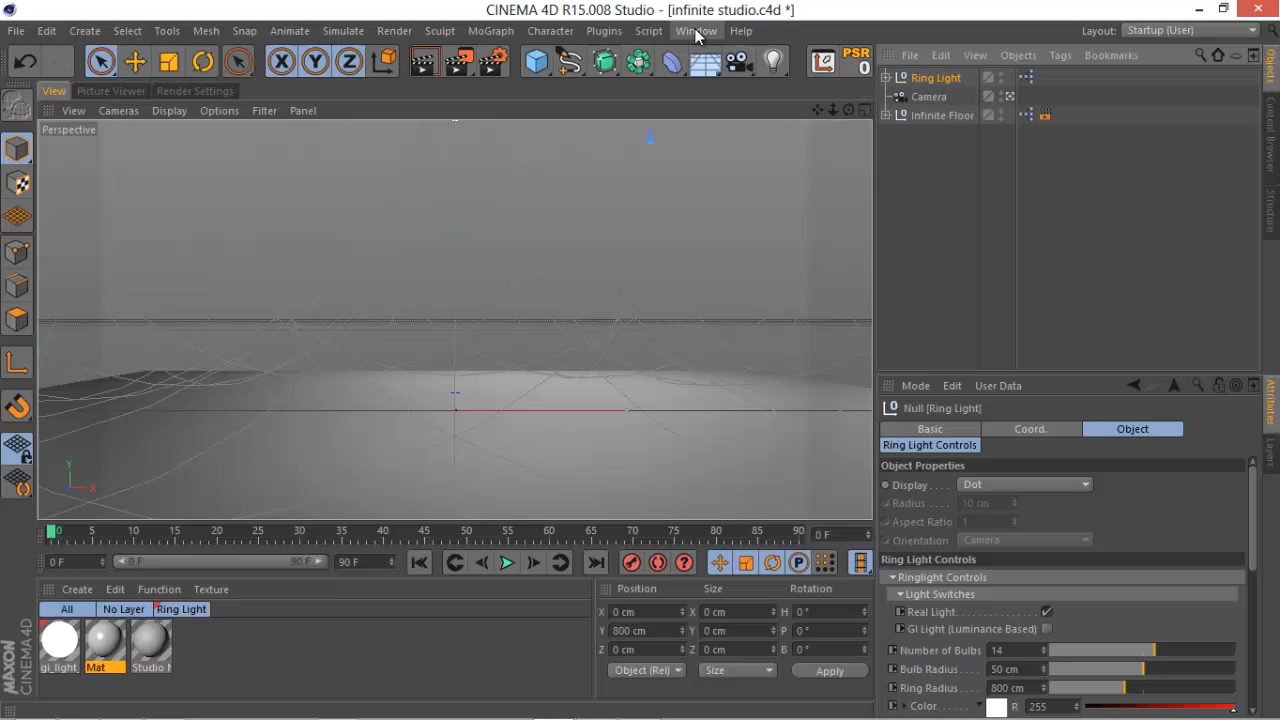 CINEMA 4D R15.008 Studio - [infinite studio.c4d *]
File Edit Create Select Tools Mesh Snap Animate Simulate Render Sculpt MoGraph Character Plugins Script Window Help Layout: Startup (User)
X Y Z PSR 0
File Edit View Objects Tags Bookmarks
View Picture Viewer Render Settings
View Cameras Display Options Filter Panel
Perspective
Ring Light
Camera
infinite Floor
Objects
Content Browser
Structure
Mode Edit User Data
Null [Ring Light]
Basic Coord. Object
Ring Light Controls
Object Properties
Display . . . . Dot
Radius . . . . 10 cm
Aspect Ratio 1
Orientation Camera
Ring Light Controls
Ringlight Controls
Light Switches
Real Light
GI Light (Luminance Based)
Number of Bulbs 14
Bulb Radius 50 cm
Ring Radius 800 cm
Color R 255
Attributes
Layers
Y
X
0 5 10 15 20 25 30 35 40 45 50 55 60 65 70 75 80 85 90 0 F
0 F 0 F 90 F 90 F P
Create Edit Function Texture
All No Layer Ring Light
gi_light_ Mat Studio
Position Size Rotation
X 0 cm X 0 cm H 0 °
Y 800 cm Y 0 cm P 0 °
Z 0 cm Z 0 cm B 0 °
Object (Rel) Size Apply
MAXON CINEMA 4D